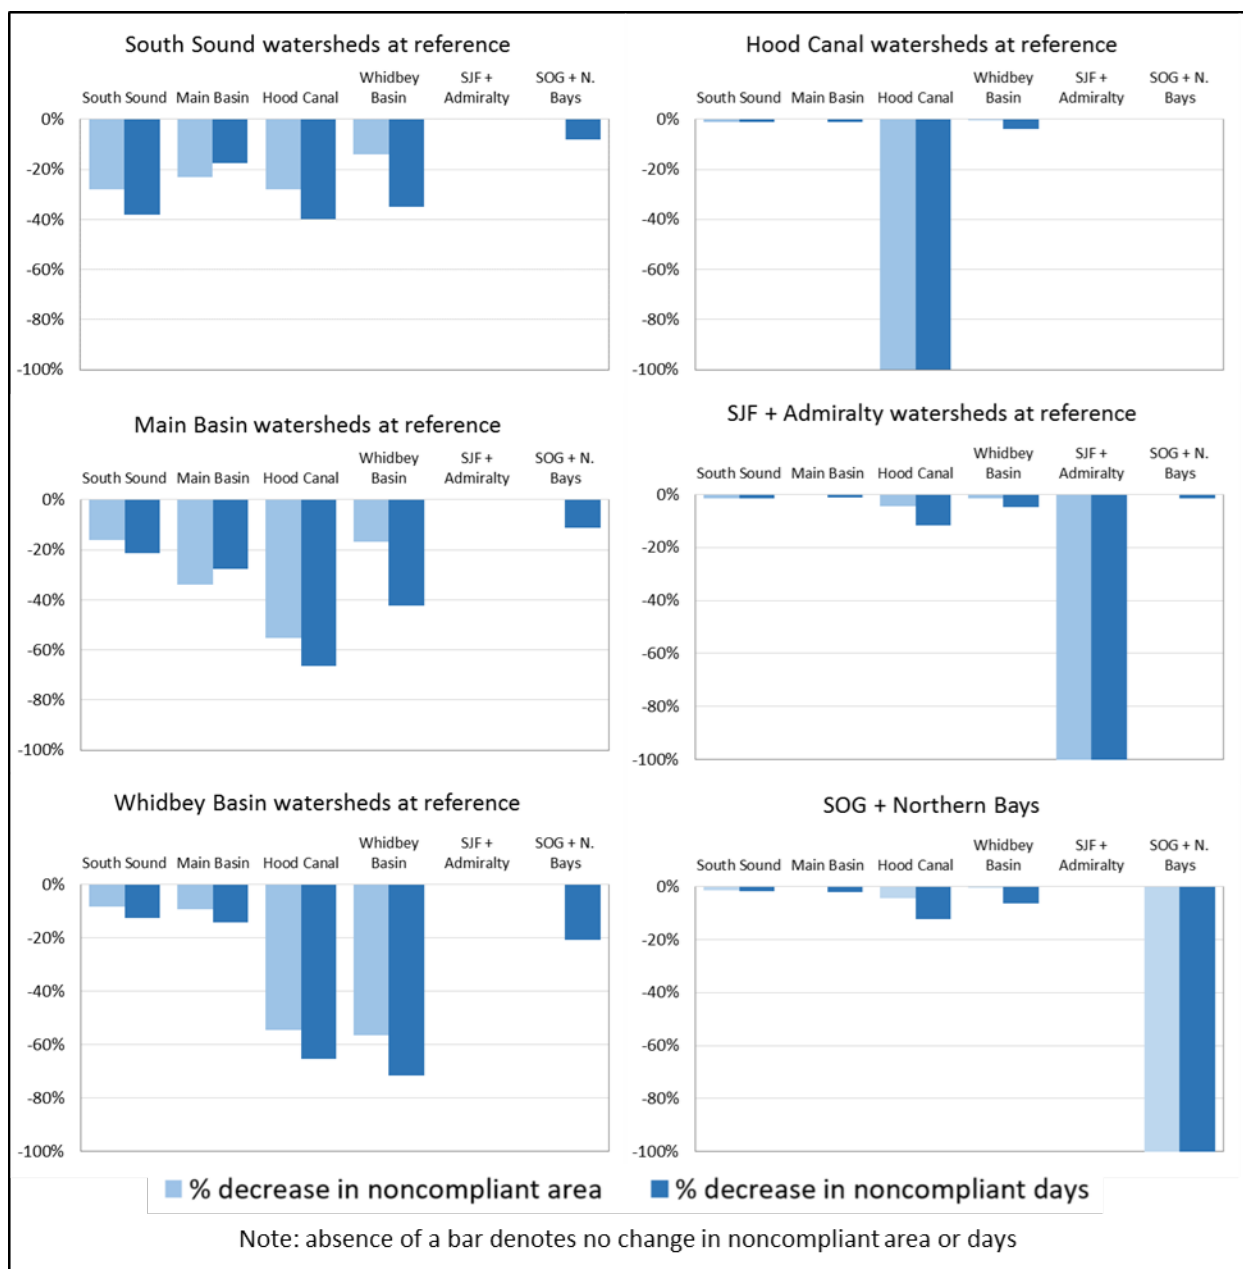 South Sound watersheds at reference
South Sound Main Basin Hood Canal Whidbey Basin SJF + Admiralty SOG + N. Bays
0%
-20%
-40%
-60%
-80%
-100%
Hood Canal watersheds at reference
South Sound Main Basin Hood Canal Whidbey Basin SJF + Admiralty SOG + N. Bays
0%
-20%
-40%
-60%
-80%
-100%
Main Basin watersheds at reference
South Sound Main Basin Hood Canal Whidbey Basin SJF + Admiralty SOG + N. Bays
0%
-20%
-40%
-60%
-80%
-100%
SJF + Admiralty watersheds at reference
South Sound Main Basin Hood Canal Whidbey Basin SJF + Admiralty SOG + N. Bays
0%
-20%
-40%
-60%
-80%
-100%
Whidbey Basin watersheds at reference
South Sound Main Basin Hood Canal Whidbey Basin SJF + Admiralty SOG + N. Bays
0%
-20%
-40%
-60%
-80%
-100%
SOG + Northern Bays
South Sound Main Basin Hood Canal Whidbey Basin SJF + Admiralty SOG + N. Bays
0%
-20%
-40%
-60%
-80%
-100%
% decrease in noncompliant area % decrease in noncompliant days
Note: absence of a bar denotes no change in noncompliant area or days